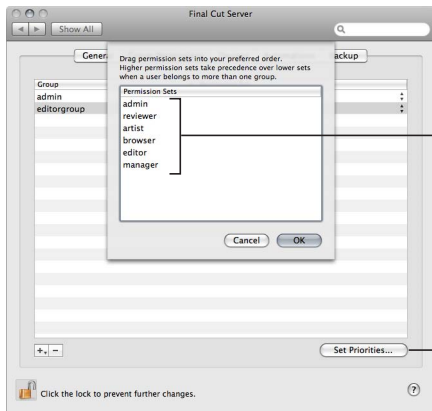 Final Cut Server
Show All
Gener
ackup
Drag permission sets into your preferred order.
Higher permission sets take precedence over lower sets
when a user belongs to more than one group.
Group
admin
editorgroup
Permission Sets
admin
reviewer
artist
browser
editor
manager
Cancel
OK
+, -
Set Priorities...
Click the lock to prevent further changes.
?